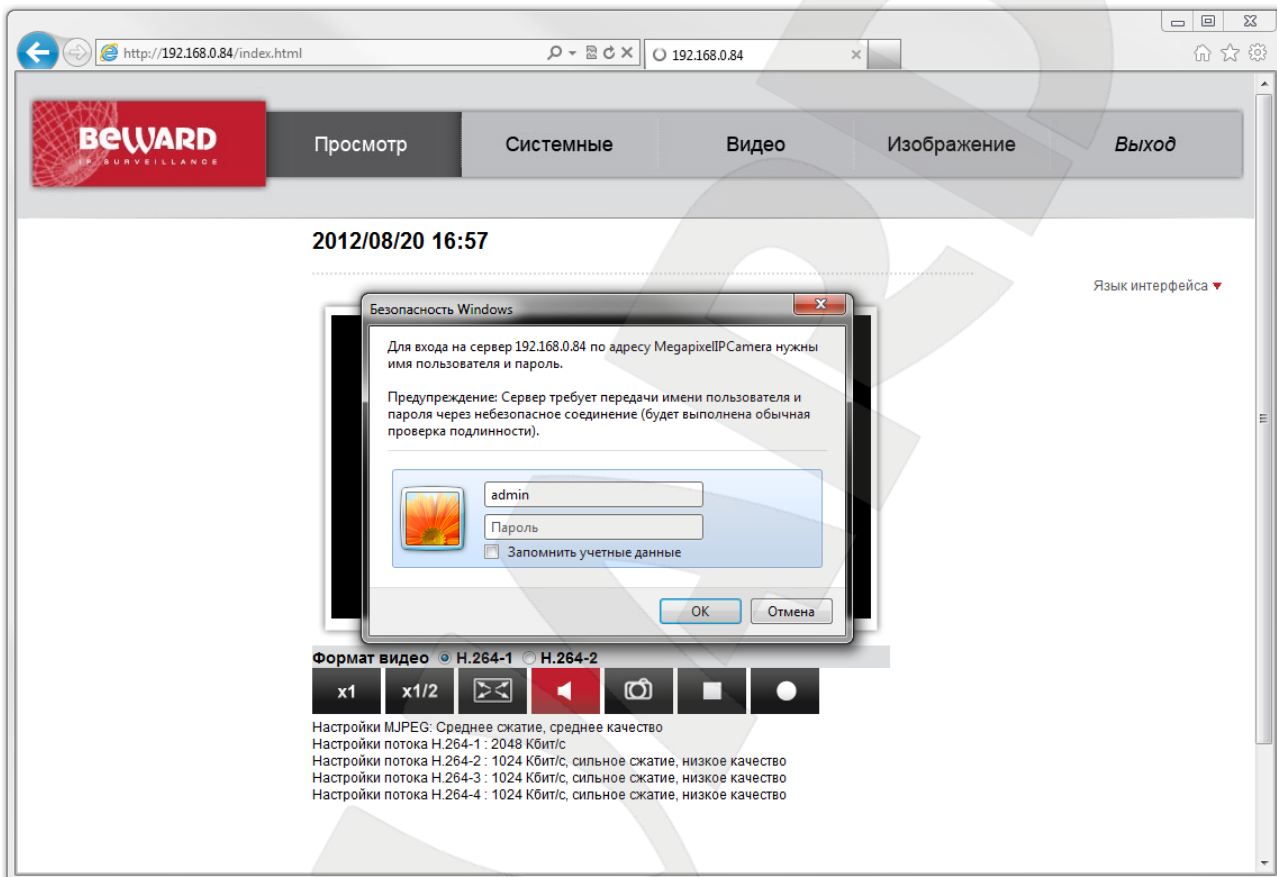 http://192.168.0.84/index.html
192.168.0.84
BEWARD
IP SURVEILLANCE
Просмотр
Системные
Видео
Изображение
Выход
2012/08/20 16:57
Язык интерфейса
Безопасность Windows
Для входа на сервер 192.168.0.84 по адресу MegapixelIPCamera нужны
имя пользователя и пароль.
Предупреждение: Сервер требует передачи имени пользователя и
пароля через небезопасное соединение (будет выполнена обычная
проверка подлинности).
admin
Пароль
Запомнить учетные данные
OK
Отмена
Формат видео H.264-1 H.264-2
x1
x1/2
Настройки MJPEG: Среднее сжатие, среднее качество
Настройки потока H.264-1 : 2048 Кбит/с
Настройки потока H.264-2 : 1024 Кбит/с, сильное сжатие, низкое качество
Настройки потока H.264-3 : 1024 Кбит/с, сильное сжатие, низкое качество
Настройки потока H.264-4 : 1024 Кбит/с, сильное сжатие, низкое качество